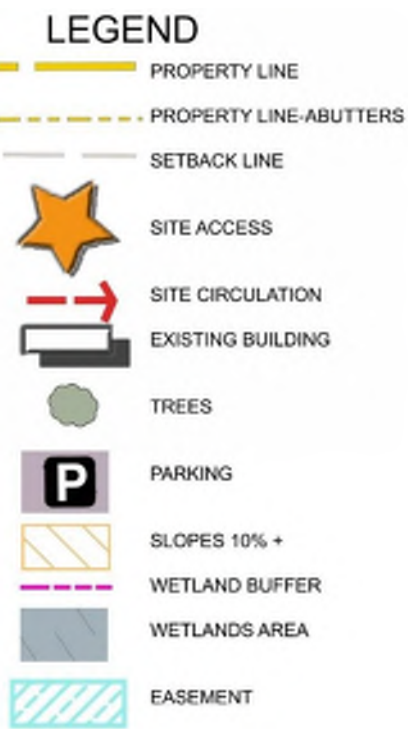 LEGEND
PROPERTY LINE
PROPERTY LINE-ABUTTERS
SETBACK LINE
SITE ACCESS
SITE CIRCULATION
EXISTING BUILDING
TREES
P PARKING
SLOPES 10% +
WETLAND BUFFER
WETLANDS AREA
EASEMENT